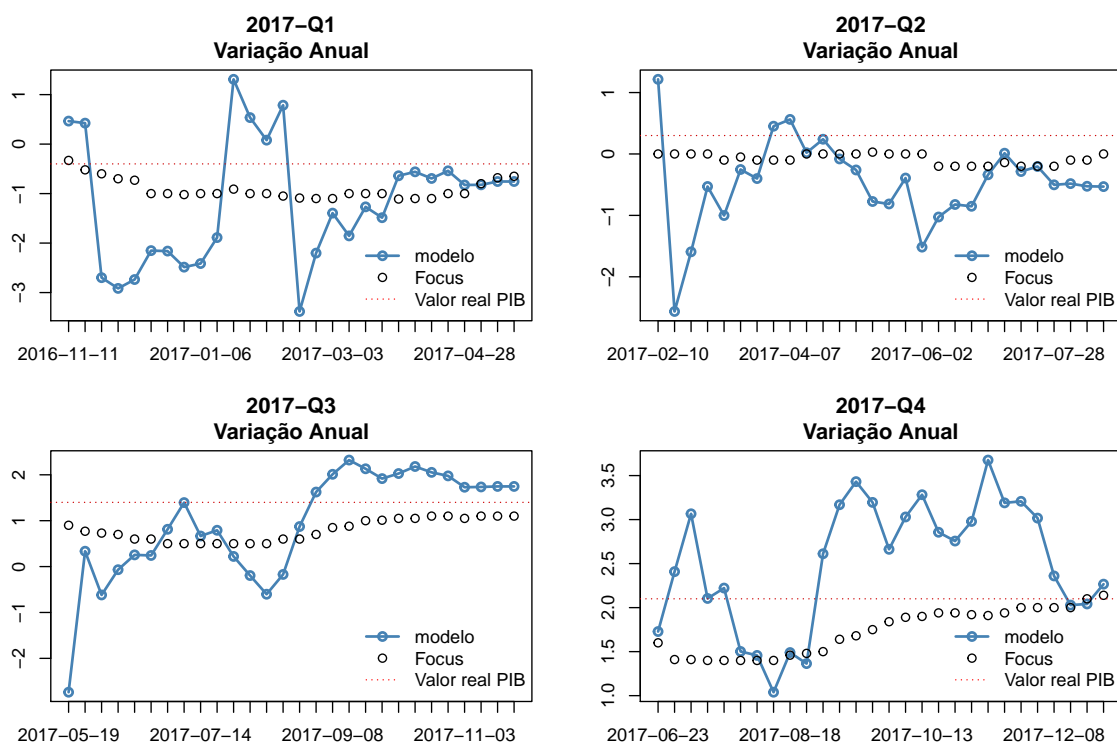 2017–Q1
Variação Anual
1
0
−1
−2
−3
modelo
Focus
Valor real PIB
2016−11−11
2017−01−06
2017−03−03
2017−04−28
2017–Q2
Variação Anual
1
0
−1
−2
modelo
Focus
Valor real PIB
2017−02−10
2017−04−07
2017−06−02
2017−07−28
2017–Q3
Variação Anual
2
1
0
−1
−2
modelo
Focus
Valor real PIB
2017−05−19
2017−07−14
2017−09−08
2017−11−03
2017–Q4
Variação Anual
3.5
3.0
2.5
2.0
1.5
1.0
modelo
Focus
Valor real PIB
2017−06−23
2017−08−18
2017−10−13
2017−12−08